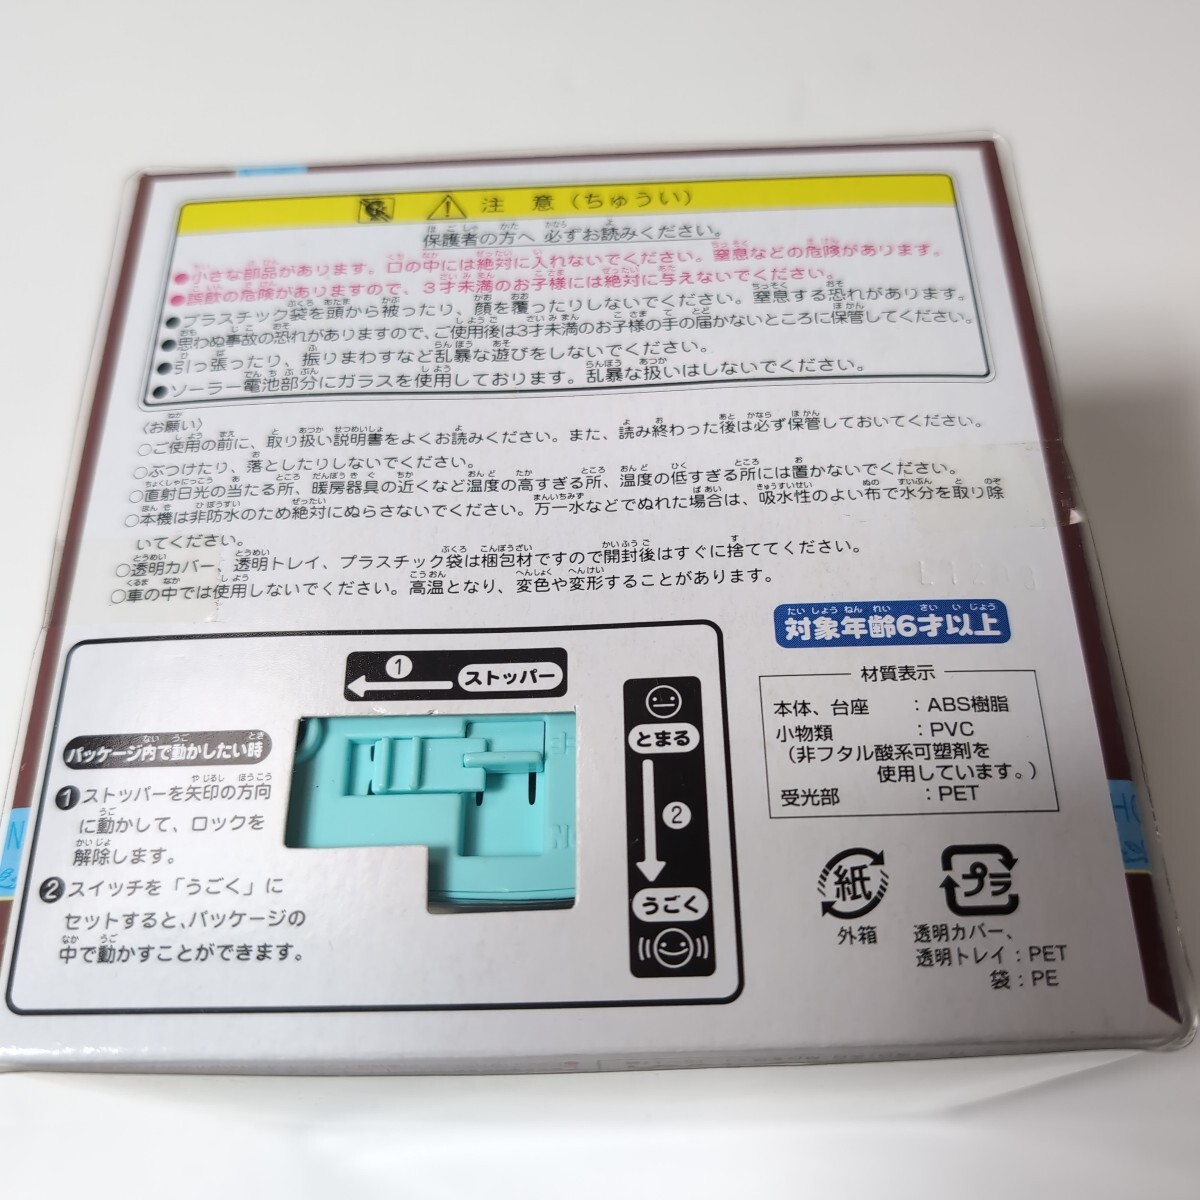 注 意（ちゅうい）
保護者の方へ 必ずお読みください。
●小さな部品があります。口の中には絶対に入れないでください。窒息などの危険があります。
●誤飲の危険がありますので、3才未満のお子様には絶対に与えないでください。
●プラスチック袋を頭から被ったり、顔を覆ったりしないでください。窒息する恐れがあります。
●思わぬ事故の恐れがありますので、ご使用後は3才未満のお子様の手の届かないところに保管してください。
●引っ張ったり、振りまわすなど乱暴な遊びをしないでください。
●ソーラー電池部分にガラスを使用しております。乱暴な扱いはしないでください。
〈お願い〉
○ご使用の前に、取り扱い説明書をよくお読みください。また、読み終わった後は必ず保管しておいてください。
○ぶつけたり、落としたりしないでください。
○直射日光の当たる所、暖房器具の近くなど温度の高すぎる所、温度の低すぎる所には置かないでください。
○本機は非防水のため絶対にぬらさないでください。万一水などでぬれた場合は、吸水性のよい布で水分を取り除
いてください。
○透明カバー、透明トレイ、プラスチック袋は梱包材ですので開封後はすぐに捨ててください。
○車の中では使用しないでください。高温となり、変色や変形することがあります。
たいしょうねんれい さいいじょう
対象年齢6才以上
材質表示
本体、台座 ：ABS樹脂
小物類 ：PVC
（非フタル酸系可塑剤を
使用しています。）
受光部 ：PET
① ストッパー
パッケージ内で動かしたい時
❶ストッパーを矢印の方向
に動かして、ロックを
解除します。
❷スイッチを「うごく」に
セットすると、パッケージの
中で動かすことができます。
とまる
②
うごく
紙
外箱
プラ
透明カバー、
透明トレイ：PET
袋：PE